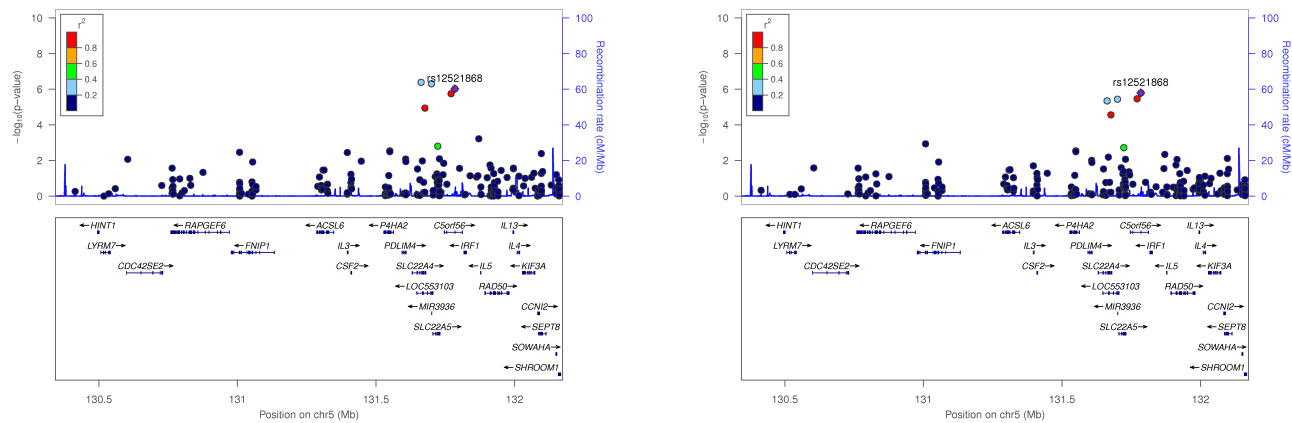 10
8
6
4
2
0
− log10(p−value)
r2
0.8
0.6
0.4
0.2
rs12521868
100
80
60
40
20
0
Recombination rate (cM/Mb)
HINT1
RAPGEF6
ACSL6
P4HA2
C5orf56
IL13
LYRM7
FNIP1
IL3
PDLIM4
IRF1
IL4
CDC42SE2
CSF2
SLC22A4
IL5
KIF3A
LOC553103
RAD50
MIR3936
CCNI2
SLC22A5
SEPT8
SOWAHA
SHROOM1
130.5
131
131.5
132
Position on chr5 (Mb)
10
8
6
4
2
0
− log10(p−value)
r2
0.8
0.6
0.4
0.2
rs12521868
100
80
60
40
20
0
Recombination rate (cM/Mb)
HINT1
RAPGEF6
ACSL6
P4HA2
C5orf56
IL13
LYRM7
FNIP1
IL3
PDLIM4
IRF1
IL4
CDC42SE2
CSF2
SLC22A4
IL5
KIF3A
LOC553103
RAD50
MIR3936
CCNI2
SLC22A5
SEPT8
SOWAHA
SHROOM1
130.5
131
131.5
132
Position on chr5 (Mb)